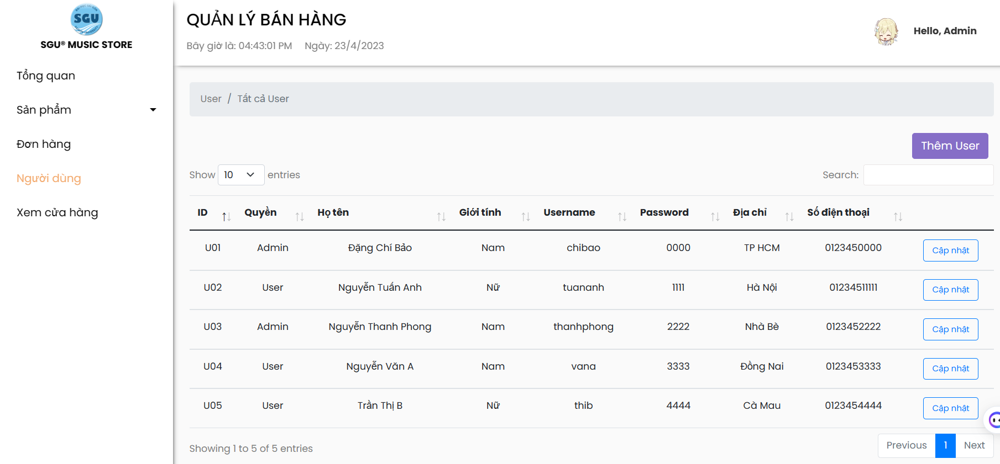 SGU
SGU® MUSIC STORE
Tổng quan
Sản phẩm
Đơn hàng
Người dùng
Xem cửa hàng
QUẢN LÝ BÁN HÀNG
Bây giờ là: 04:43:01 PM Ngày: 23/4/2023
Hello, Admin
User / Tất cả User
Thêm User
Show 10 entries
Search:
ID Quyền Họ tên Giới tính Username Password Địa chỉ Số điện thoại
U01 Admin Đặng Chí Bảo Nam chibao 0000 TP HCM 0123450000 Cập nhật
U02 User Nguyễn Tuấn Anh Nữ tuananh 1111 Hà Nội 01234511111 Cập nhật
U03 Admin Nguyễn Thanh Phong Nam thanhphong 2222 Nhà Bè 0123452222 Cập nhật
U04 User Nguyễn Văn A Nam vana 3333 Đồng Nai 0123453333 Cập nhật
U05 User Trần Thị B Nữ thib 4444 Cà Mau 0123454444 Cập nhật
Showing 1 to 5 of 5 entries
Previous 1 Next